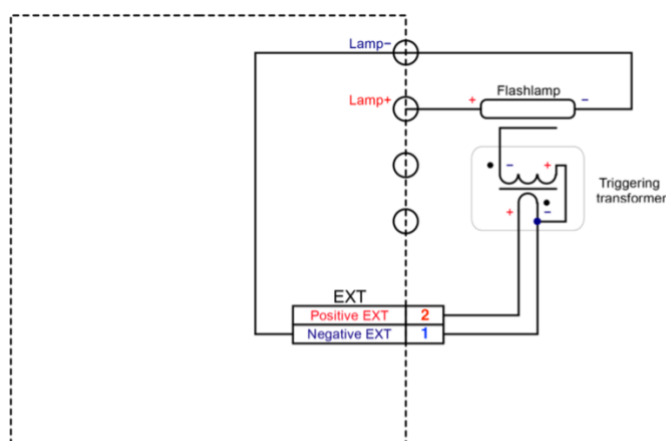 Lamp−
Lamp+
+
Flashlamp
−
−
+
Triggering
transformer
+
−
EXT
Positive EXT 2
Negative EXT 1